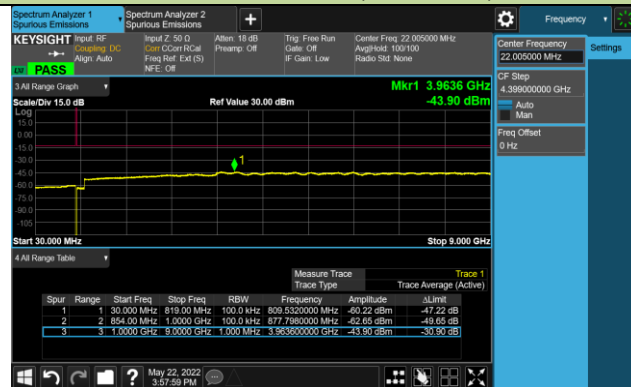 Spectrum Analyzer 1
Spurious Emissions
Spectrum Analyzer 2
Spurious Emissions
+
Frequency
KEYSIGHT
Input: RF
Coupling: DC
Align: Auto
Input Z: 50 Ω
Corr CCorr RCal
Freq Ref: Ext (S)
NFE: Off
Atten: 18 dB
Preamp: Off
Trig: Free Run
Gate: Off
IF Gain: Low
Center Freq: 22.005000 MHz
Avg|Hold: 100/100
Radio Std: None
PASS
Center Frequency
22.005000 MHz
Settings
CF Step
4.399000000 GHz
Auto
Man
Freq Offset
0 Hz
3 All Range Graph
Mkr1 3.9636 GHz
-43.90 dBm
Scale/Div 15.0 dB
Ref Value 30.00 dBm
Log
15.0
0.00
-15.0
-30.0
-45.0
-60.0
-75.0
-90.0
-105
1
Start 30.000 MHz
Stop 9.000 GHz
4 All Range Table
Measure Trace Trace 1
Trace Type Trace Average (Active)
Spur Range Start Freq Stop Freq RBW Frequency Amplitude ΔLimit
1 1 30.000 MHz 819.00 MHz 100.0 kHz 809.5320000 MHz -60.22 dBm -47.22 dB
2 2 854.00 MHz 1.0000 GHz 100.0 kHz 877.7980000 MHz -62.65 dBm -49.65 dB
3 3 1.0000 GHz 9.0000 GHz 1.000 MHz 3.963600000 GHz -43.90 dBm -30.90 dB
?
May 22, 2022
3:57:59 PM